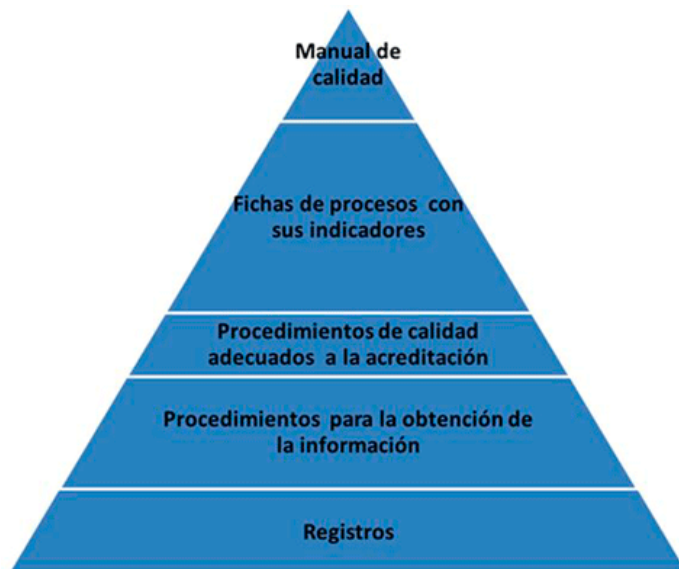 Manual de
calidad
Fichas de procesos con
sus indicadores
Procedimientos de calidad
adecuados a la acreditación
Procedimientos para la obtención de
la información
Registros